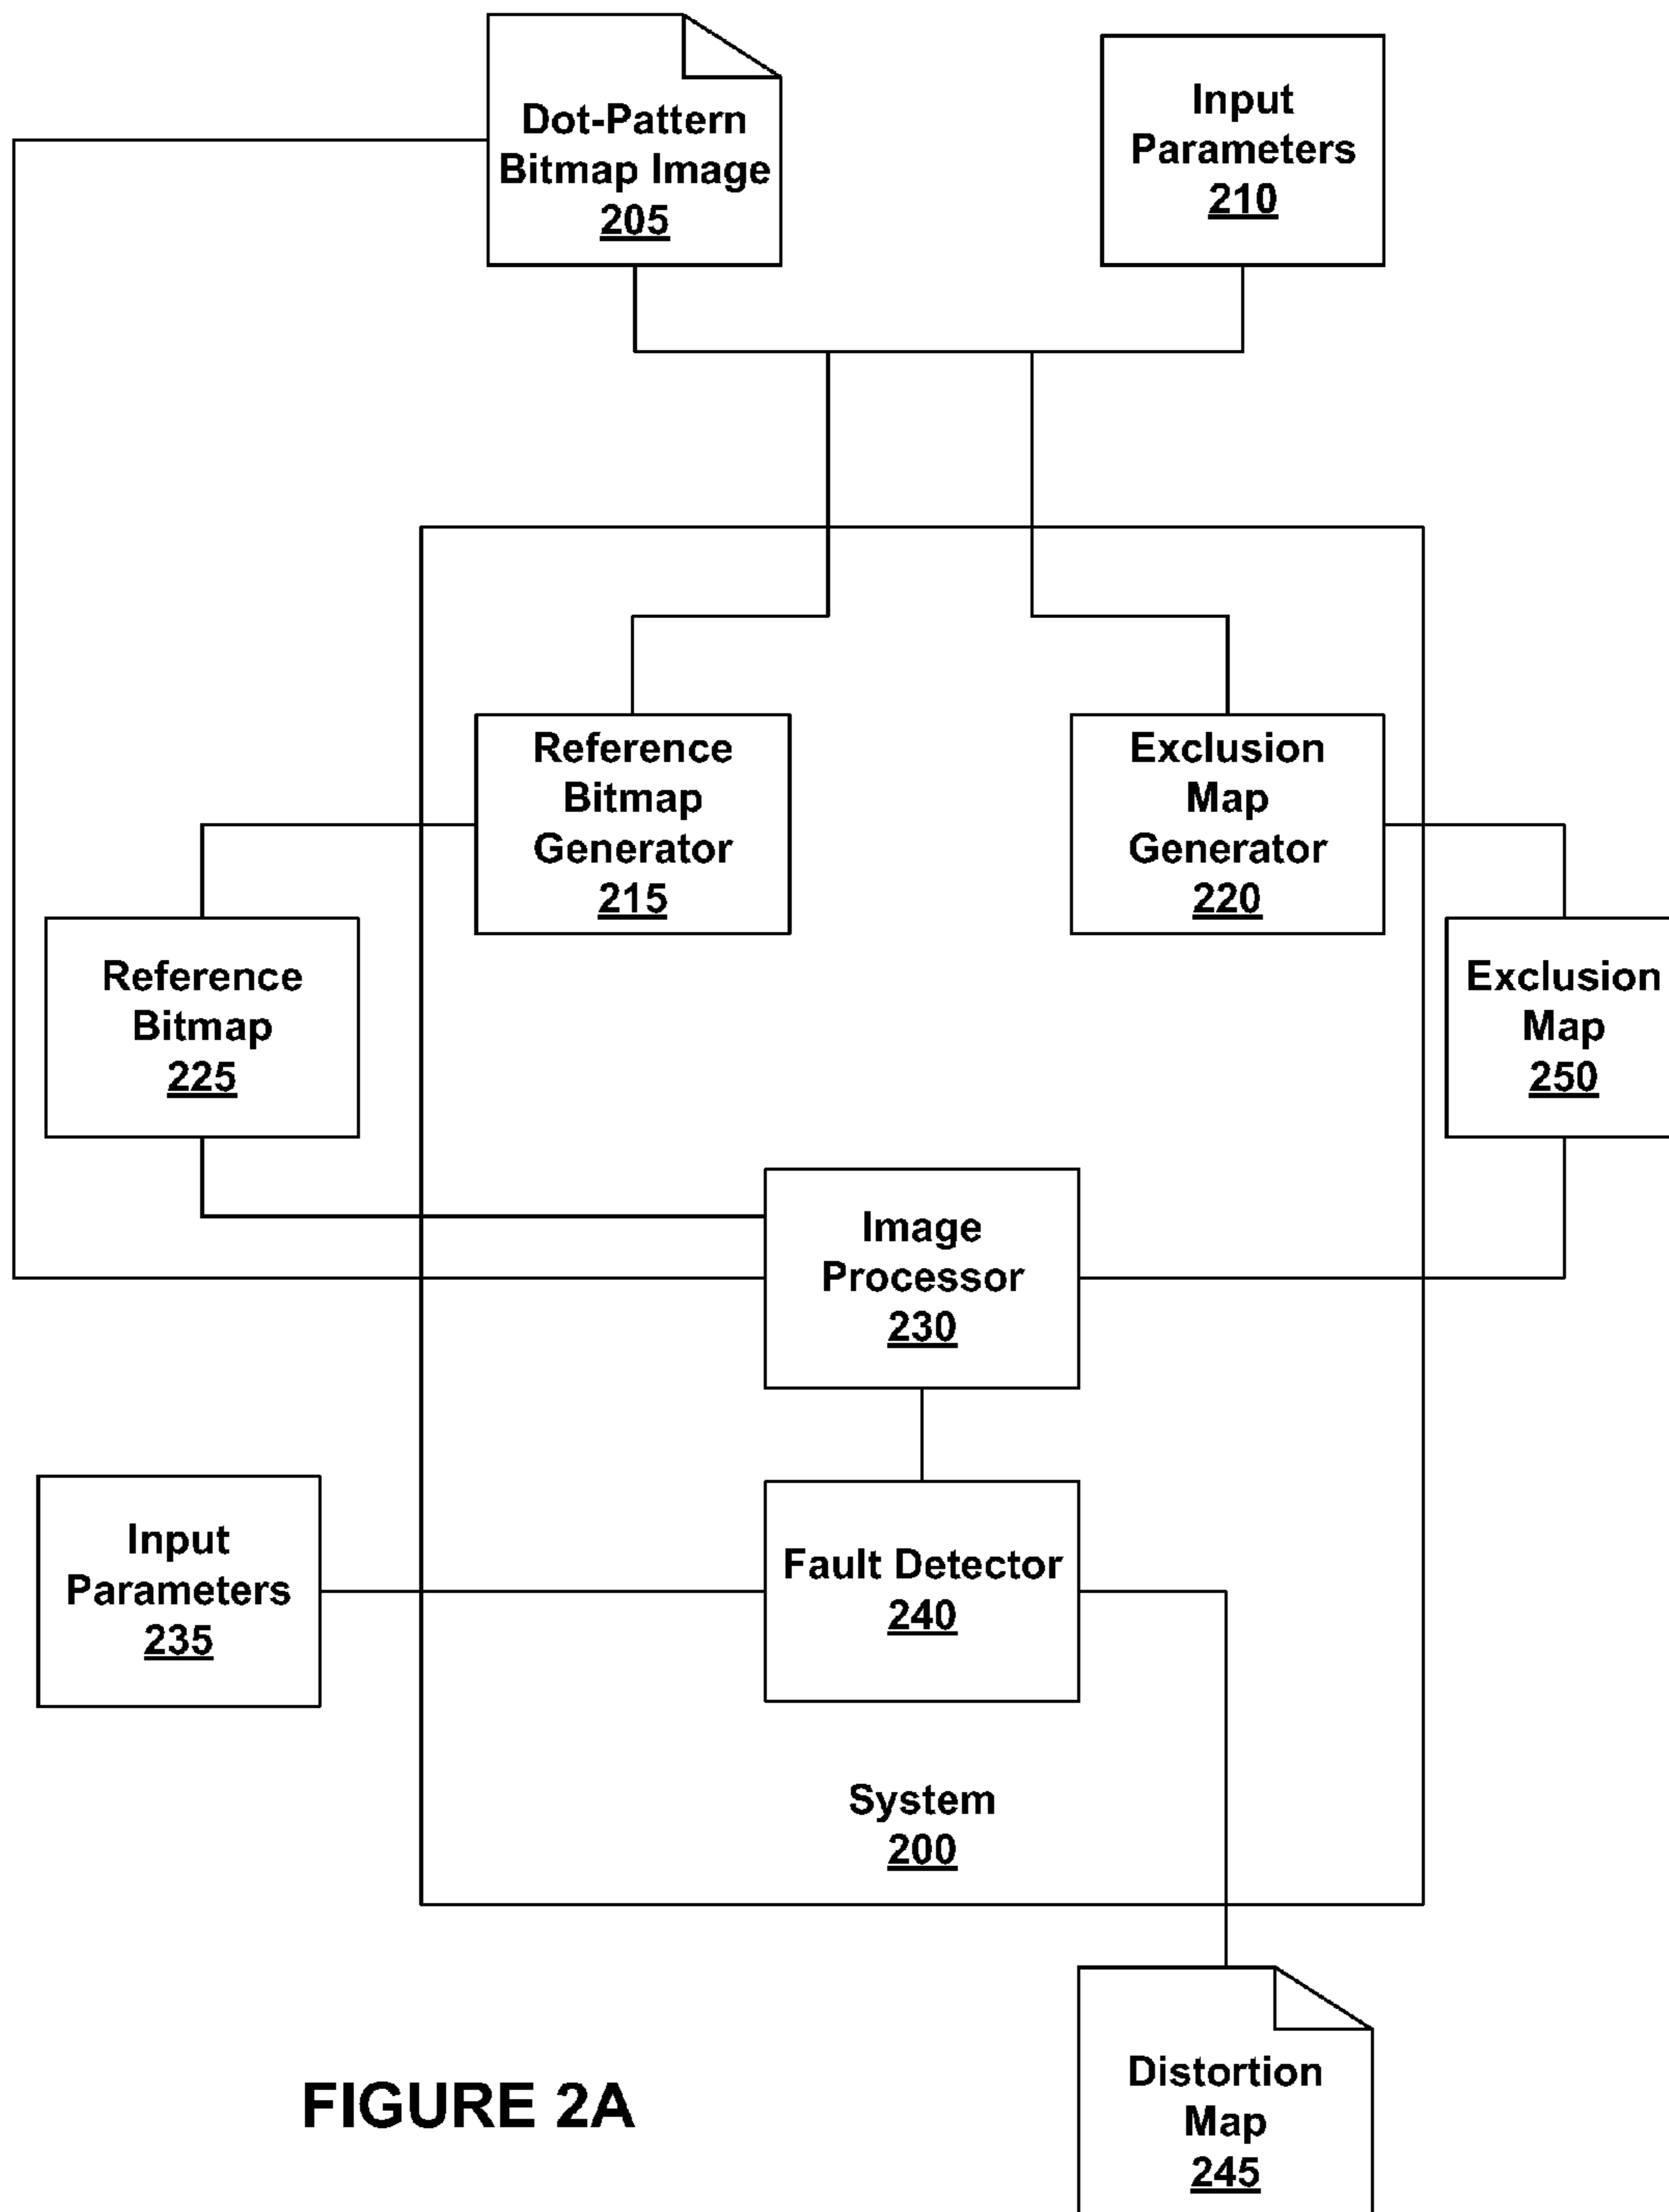 Dot-Pattern
Bitmap Image
205
Input
Parameters
210
Reference
Bitmap
Generator
215
Exclusion
Map
Generator
220
Reference
Bitmap
225
Exclusion
Map
250
Image
Processor
230
Input
Parameters
235
Fault Detector
240
System
200
Distortion
Map
245
FIGURE 2A